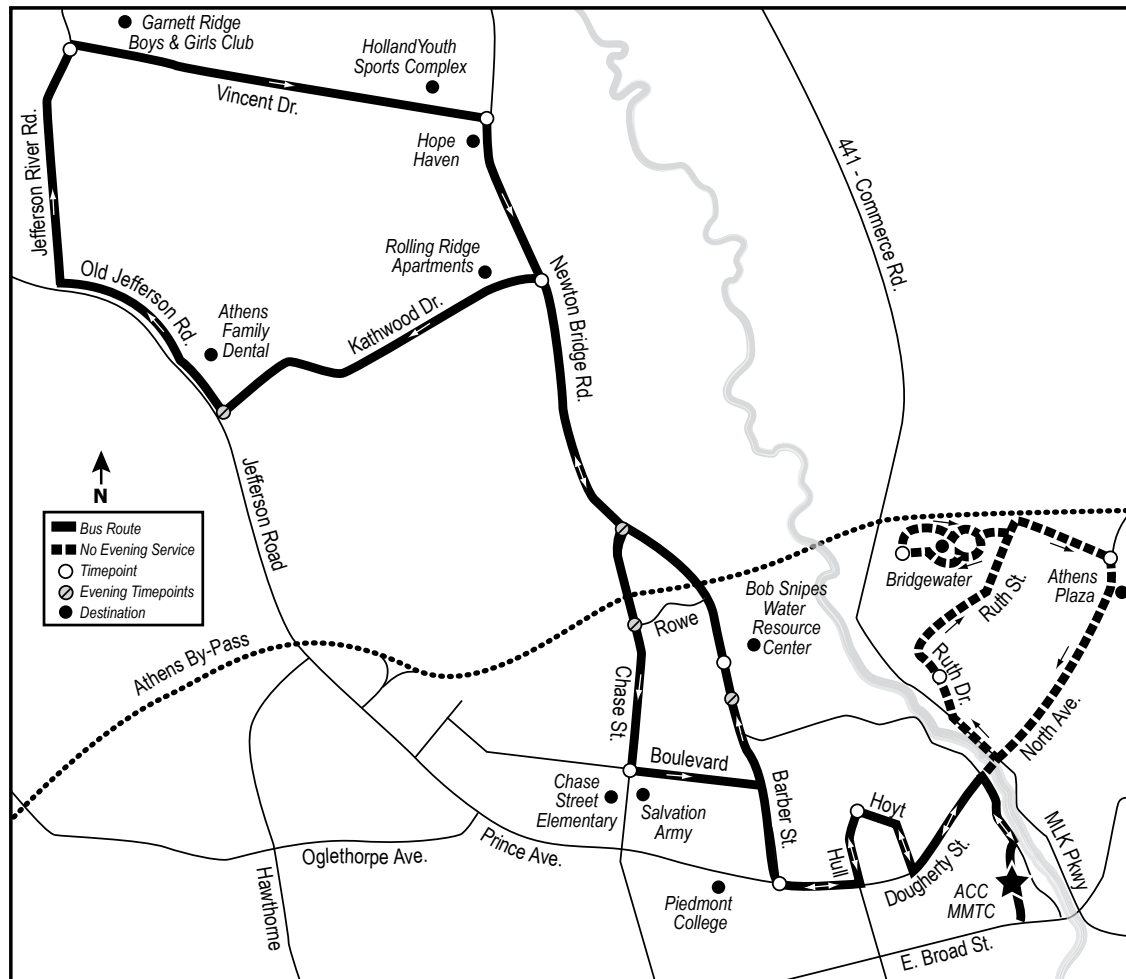 Garnett Ridge
Boys & Girls Club
HollandYouth
Sports Complex
Vincent Dr.
Hope
Haven
Jefferson River Rd.
441 - Commerce Rd.
Rolling Ridge
Apartments
Old Jefferson Rd.
Athens
Family
Dental
Kathwood Dr.
Newton Bridge Rd.
Jefferson Road
N
Bus Route
No Evening Service
Timepoint
Evening Timepoints
Destination
Bridgewater
Athens
Plaza
Ruth St.
Bob Snipes
Water
Resource
Center
Rowe
Athens By-Pass
Chase St.
Ruth Dr.
North Ave.
Boulevard
Barber St.
Chase
Street
Elementary
Salvation
Army
Hoyt
Hull
Dougherty St.
MLK Pkwy
Oglethorpe Ave.
Prince Ave.
Hawthorne
Piedmont
College
ACC
MMTC
E. Broad St.